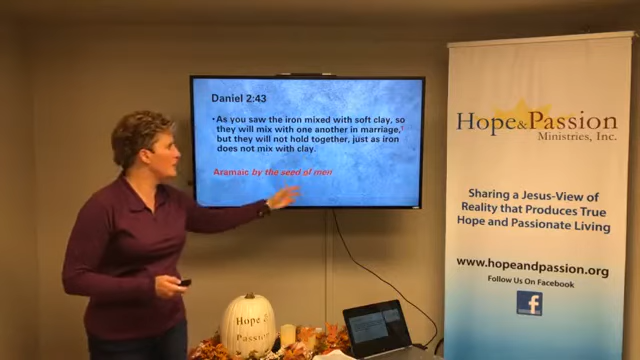 Daniel 2:43
•As you saw the iron mixed with soft clay, so
they will mix with one another in marriage,
but they will not hold together, just as iron
does not mix with clay.
Aramaic by the seed of men
Hope&Passion
Ministries, Inc.
Sharing a Jesus-View of
Reality that Produces True
Hope and Passionate Living
www.hopeandpassion.org
Follow Us On Facebook
f
Hope &
Passion